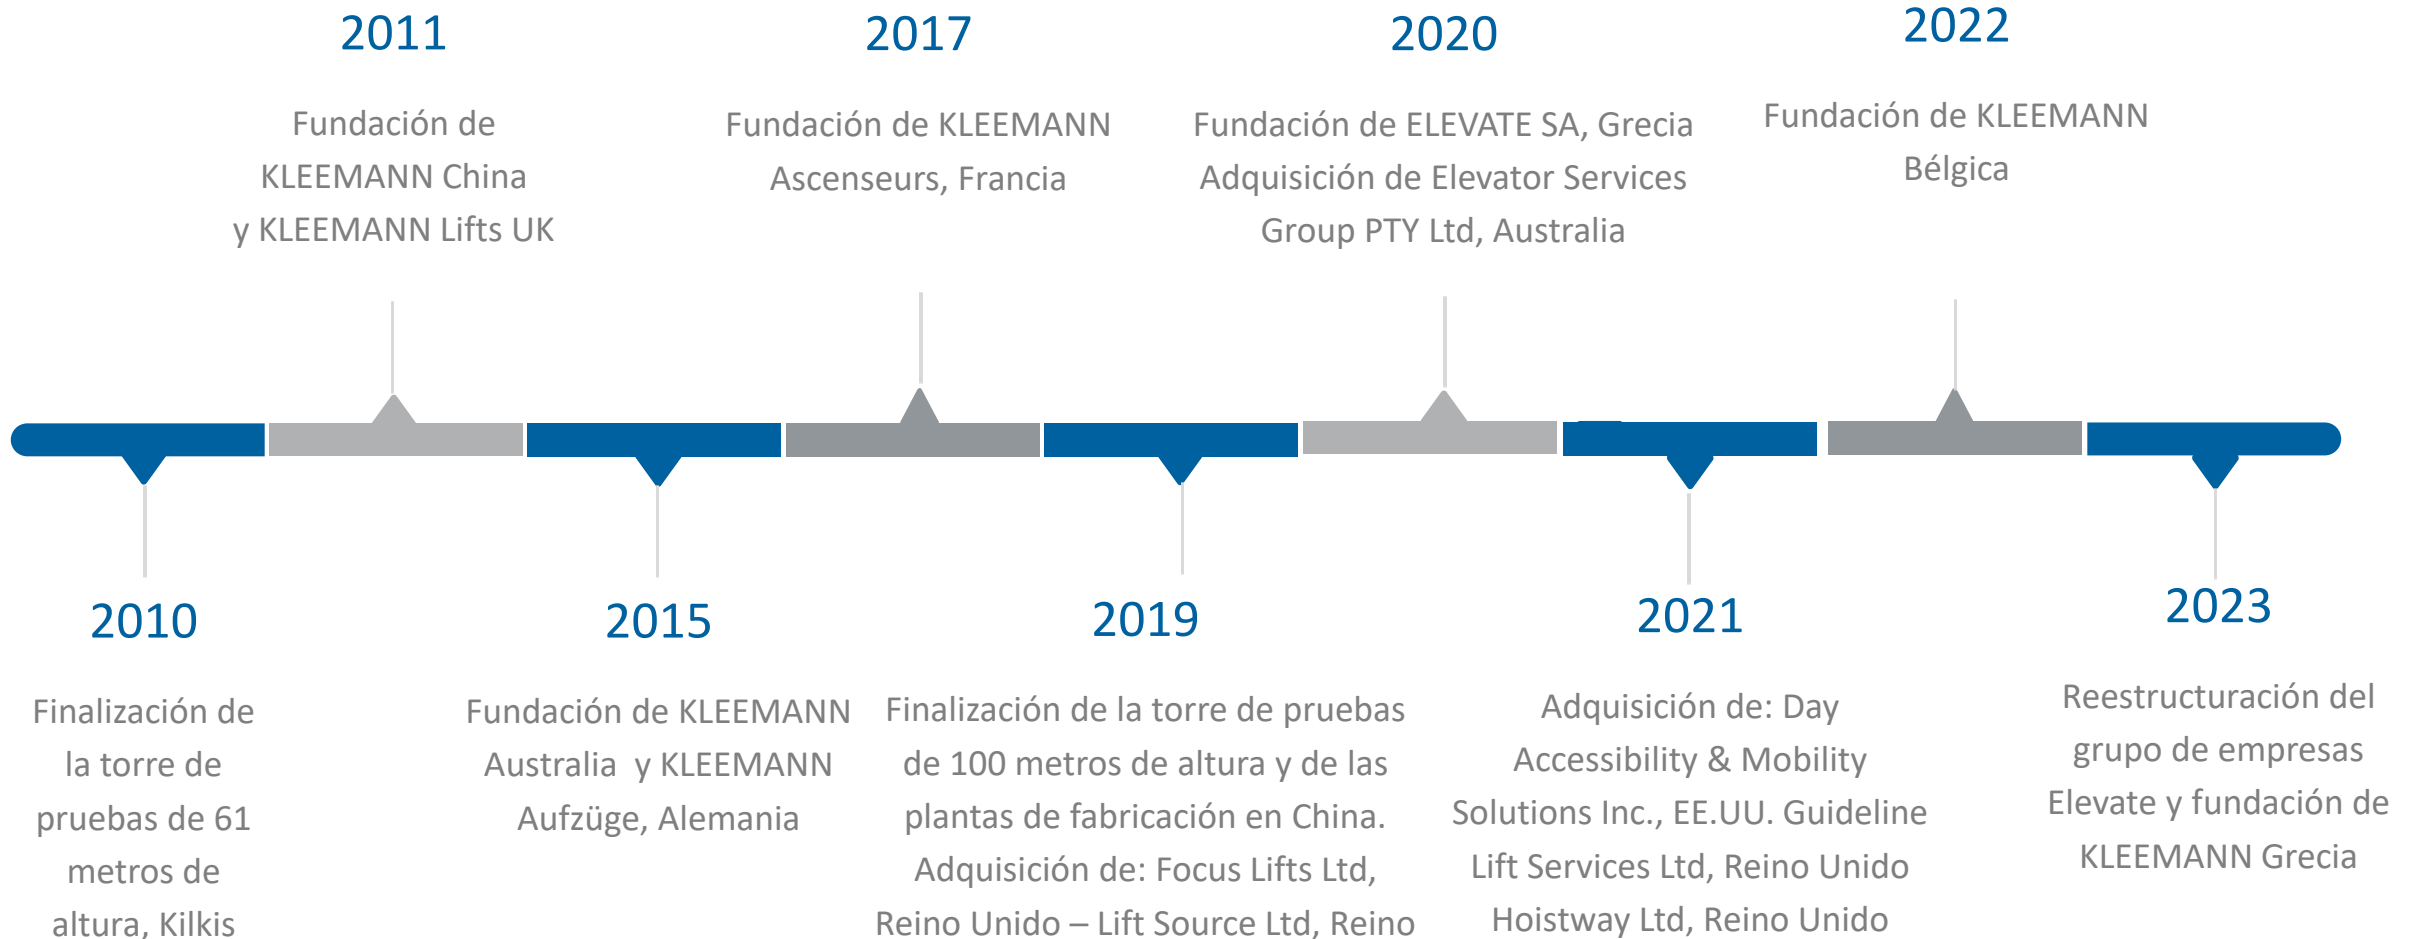 2011
Fundación de
KLEEMANN China
y KLEEMANN Lifts UK
2017
Fundación de KLEEMANN
Ascenseurs, Francia
2020
Fundación de ELEVATE SA, Grecia
Adquisición de Elevator Services
Group PTY Ltd, Australia
2022
Fundación de KLEEMANN
Bélgica
2010
Finalización de
la torre de
pruebas de 61
metros de
altura, Kilkis
2015
Fundación de KLEEMANN
Australia y KLEEMANN
Aufzüge, Alemania
2019
Finalización de la torre de pruebas
de 100 metros de altura y de las
plantas de fabricación en China.
Adquisición de: Focus Lifts Ltd,
Reino Unido – Lift Source Ltd, Reino
2021
Adquisición de: Day
Accessibility & Mobility
Solutions Inc., EE.UU. Guideline
Lift Services Ltd, Reino Unido
Hoistway Ltd, Reino Unido
2023
Reestructuración del
grupo de empresas
Elevate y fundación de
KLEEMANN Grecia